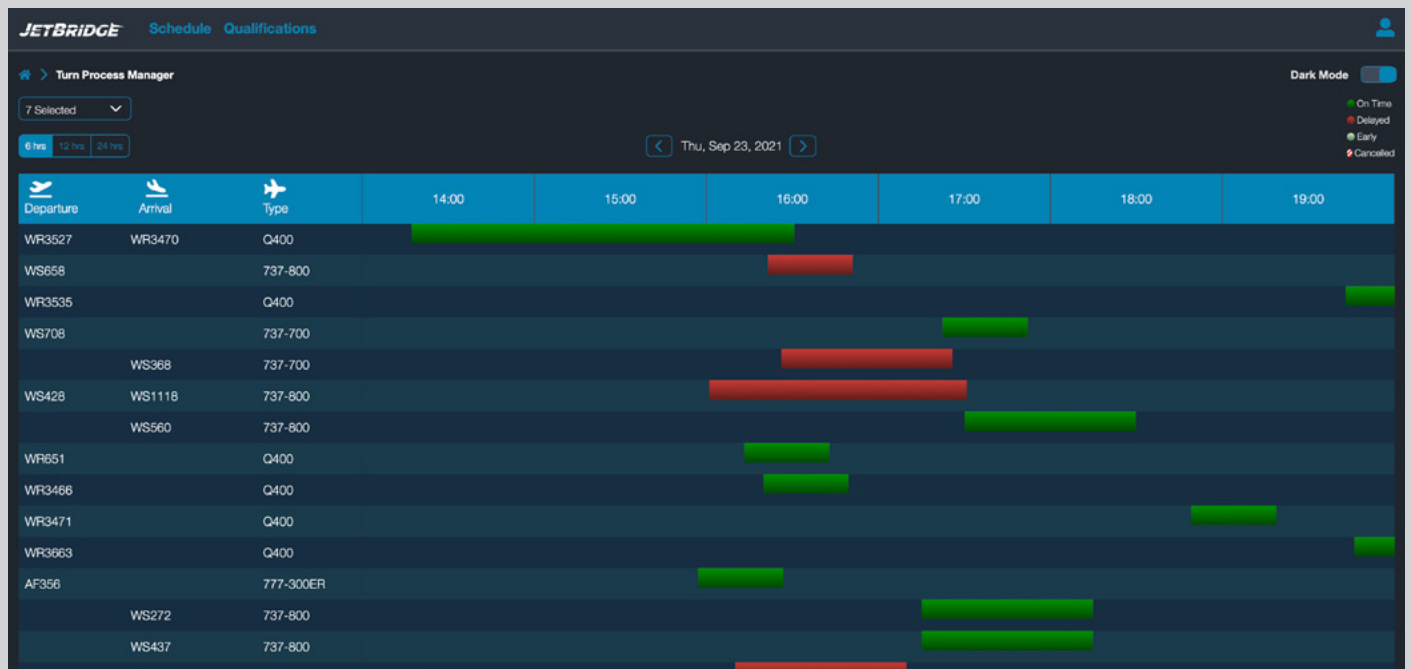 JETBRIDGE Schedule Qualifications
Turn Process Manager Dark Mode
7 Selected On Time
Delayed
6 hrs 12 hrs 24 hrs Thu, Sep 23, 2021 Early
Cancelled
Departure Arrival Type 14:00 15:00 16:00 17:00 18:00 19:00
WR3527 WR3470 Q400
WS658 737-800
WR3535 Q400
WS708 737-700
WS368 737-700
WS428 WS1118 737-800
WS560 737-800
WR651 Q400
WR3466 Q400
WR3471 Q400
WR3663 Q400
AF356 777-300ER
WS272 737-800
WS437 737-800